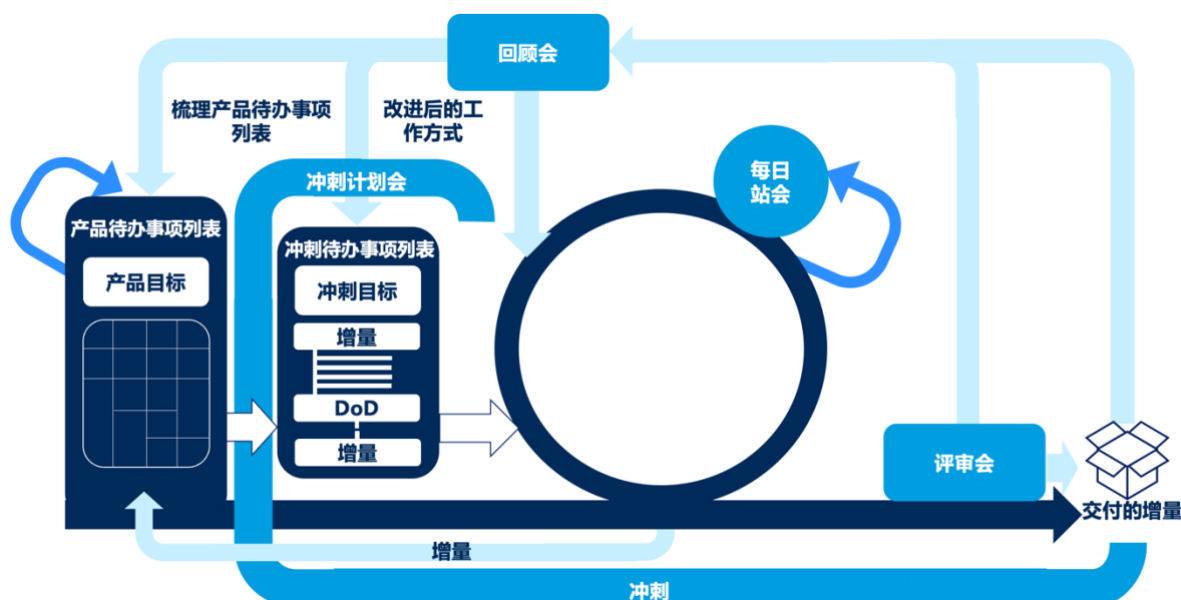 回顾会
梳理产品待办事项
列表
改进后的工
作方式
每日
站会
冲刺计划会
产品待办事项列表
产品目标
冲刺待办事项列表
冲刺目标
增量
DoD
增量
评审会
交付的增量
增量
冲刺